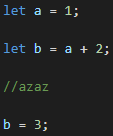 let a = 1;
let b = a + 2;
//azaz
b = 3;